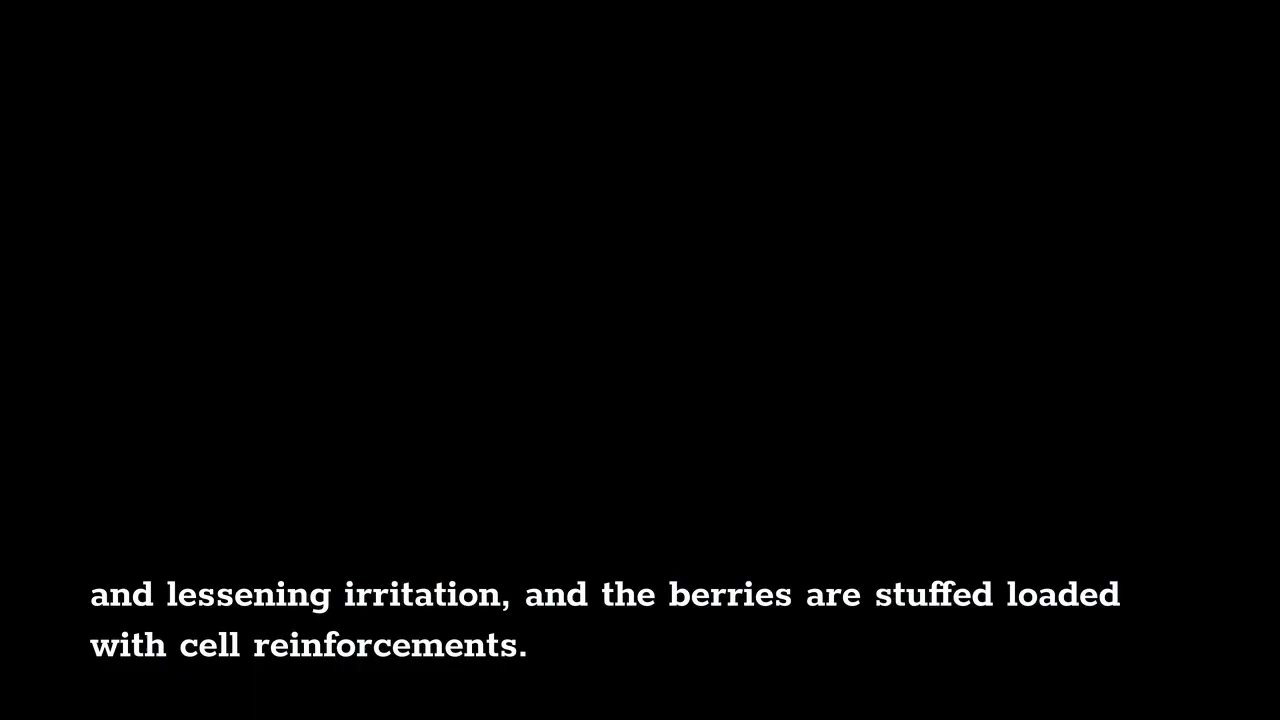 and lessening irritation, and the berries are stuffed loaded
with cell reinforcements.